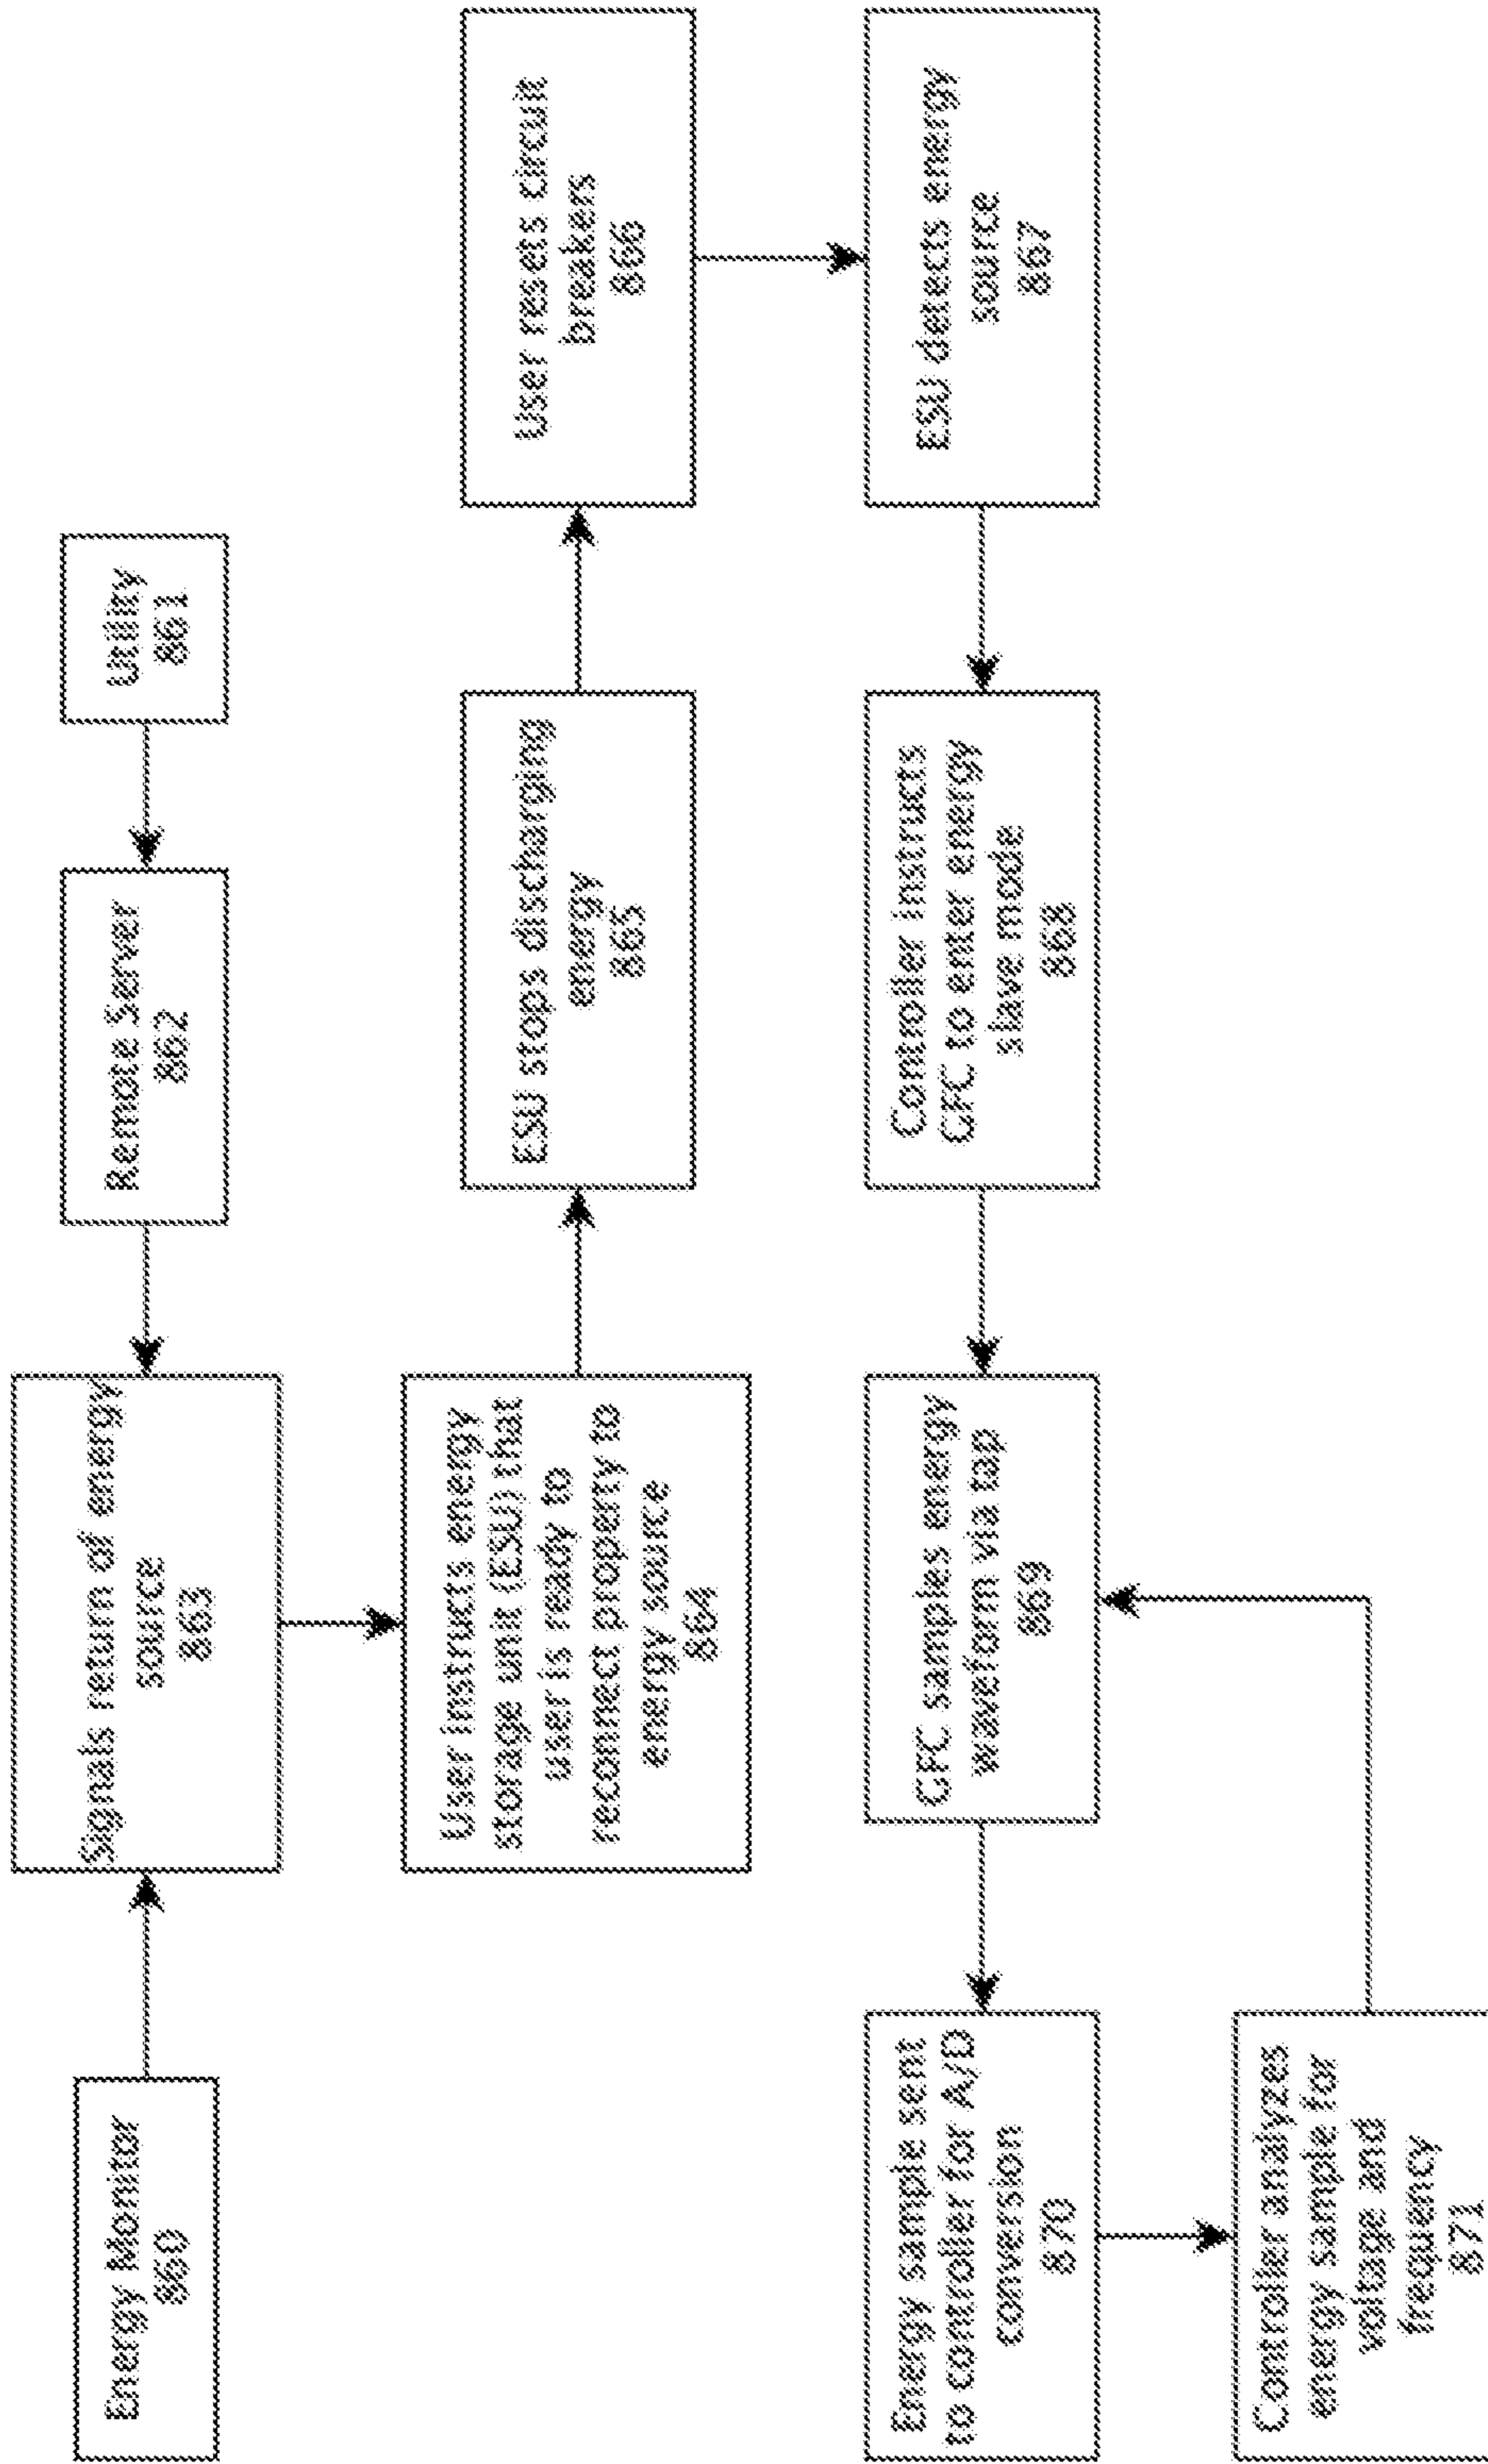 Energy Monitor
860
Signals return of energy
source
863
Remote Server
862
Utility
861
User instructs energy
storage unit (ESU) that
user is ready to
reconnect property to
energy source
864
ESU stops discharging
energy
865
User resets circuit
breakers
866
ESU detects energy
source
867
Controller instructs
GFC to enter energy
slave mode
868
GFC samples energy
waveform via tap
869
Energy sample sent
to controller for A/D
conversion
870
Controller analyzes
energy sample for
voltage and
frequency
871